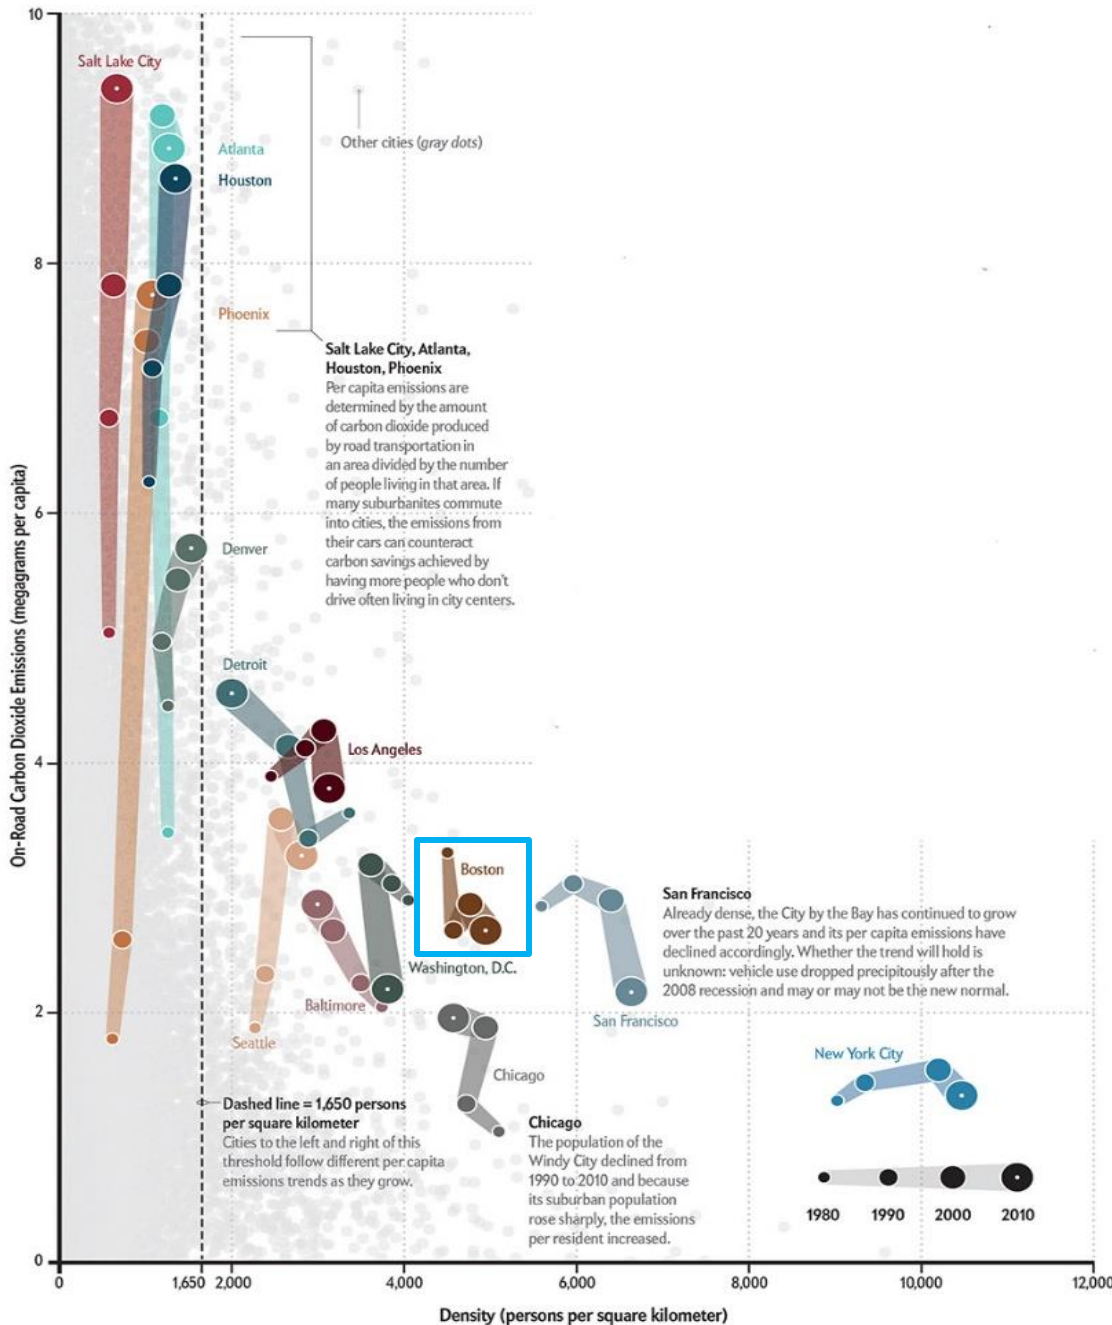 10
Salt Lake City
Other cities (gray dots)
Atlanta
Houston
8
Phoenix
Salt Lake City, Atlanta,
Houston, Phoenix
Per capita emissions are
determined by the amount
of carbon dioxide produced
by road transportation in
an area divided by the number
of people living in that area. If
many suburbanites commute
into cities, the emissions from
their cars can counteract
carbon savings achieved by
having more people who don't
drive often living in city centers.
On-Road Carbon Dioxide Emissions (megagrams per capita)
6
Denver
Detroit
Los Angeles
4
Boston
San Francisco
Already dense, the City by the Bay has continued to grow
over the past 20 years and its per capita emissions have
declined accordingly. Whether the trend will hold is
unknown: vehicle use dropped precipitously after the
2008 recession and may or may not be the new normal.
Washington, D.C.
Baltimore
San Francisco
2
Seattle
New York City
Chicago
Dashed line = 1,650 persons
per square kilometer
Cities to the left and right of this
threshold follow different per capita
emissions trends as they grow.
Chicago
The population of the
Windy City declined from
1990 to 2010 and because
its suburban population
rose sharply, the emissions
per resident increased.
1980 1990 2000 2010
0
0 1,650 2,000 4,000 6,000 8,000 10,000 12,000
Density (persons per square kilometer)